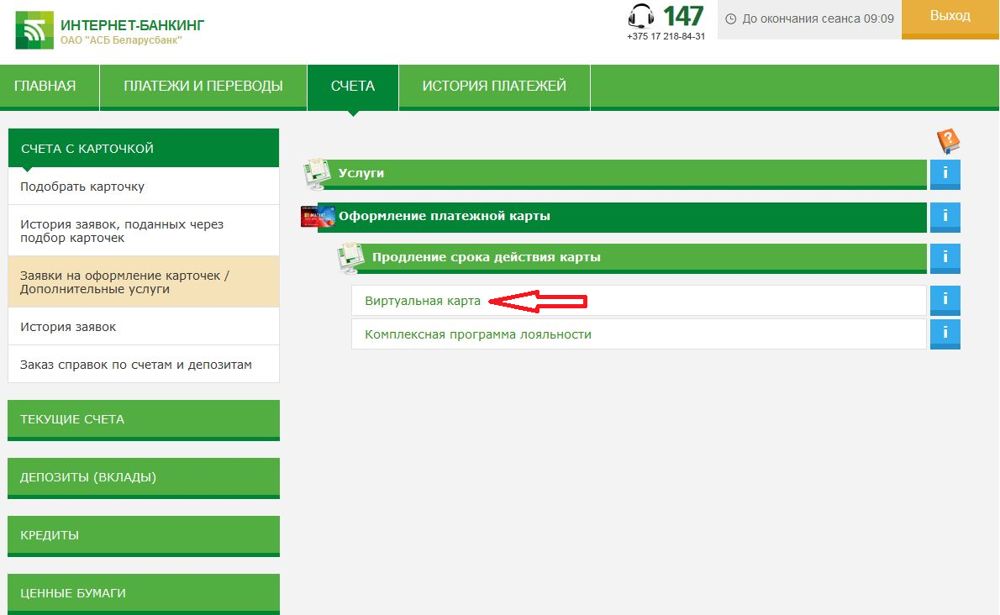 ИНТЕРНЕТ-БАНКИНГ
ОАО "АСБ Беларусбанк"
147
+375 17 218-84-31
До окончания сеанса 09:09
Выход
ГЛАВНАЯ
ПЛАТЕЖИ И ПЕРЕВОДЫ
СЧЕТА
ИСТОРИЯ ПЛАТЕЖЕЙ
СЧЕТА С КАРТОЧКОЙ
Подобрать карточку
История заявок, поданных через
подбор карточек
Заявки на оформление карточек /
Дополнительные услуги
История заявок
Заказ справок по счетам и депозитам
ТЕКУЩИЕ СЧЕТА
ДЕПОЗИТЫ (ВКЛАДЫ)
КРЕДИТЫ
ЦЕННЫЕ БУМАГИ
?
Услуги
i
Оформление платежной карты
i
Продление срока действия карты
i
Виртуальная карта
i
Комплексная программа лояльности
i